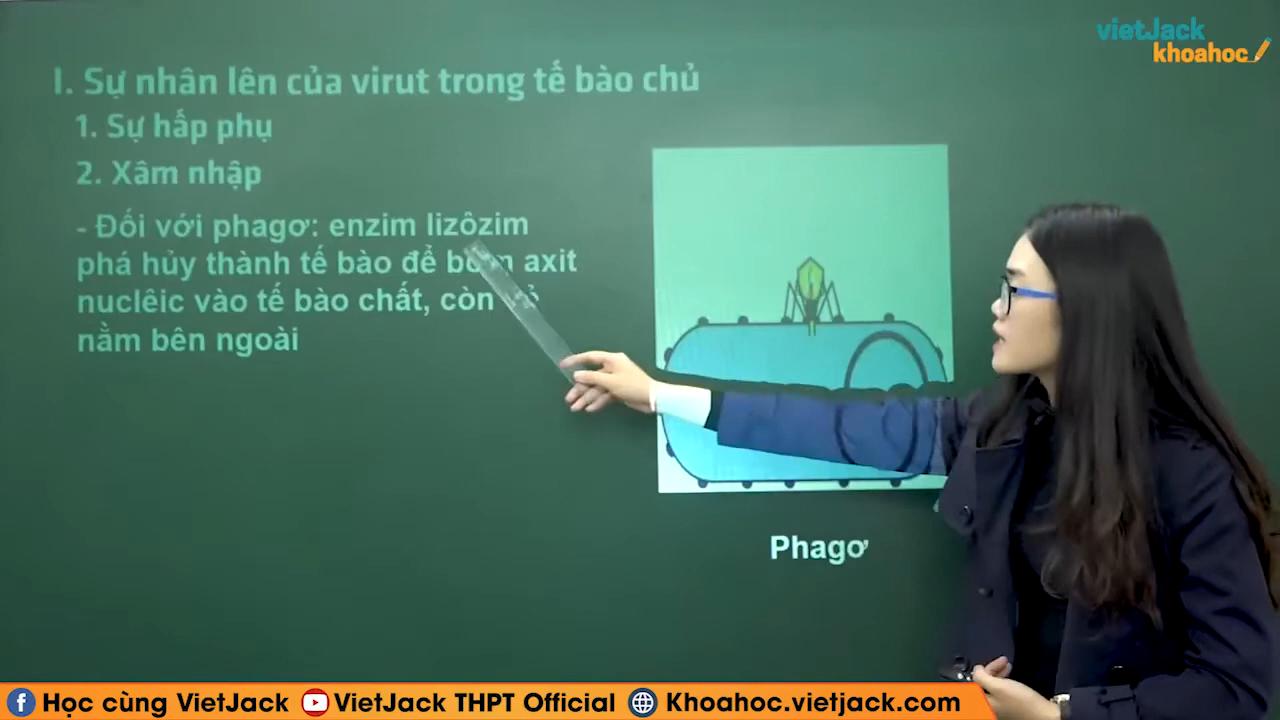 vietJack
khoahoc
I. Sự nhân lên của virut trong tế bào chủ
1. Sự hấp phụ
2. Xâm nhập
- Đối với phagơ: enzim lizôzim
phá hủy thành tế bào để bơm axit
nuclêic vào tế bào chất, còn
nằm bên ngoài
Phagơ
Học cùng VietJack
VietJack THPT Official
Khoahoc.vietjack.com